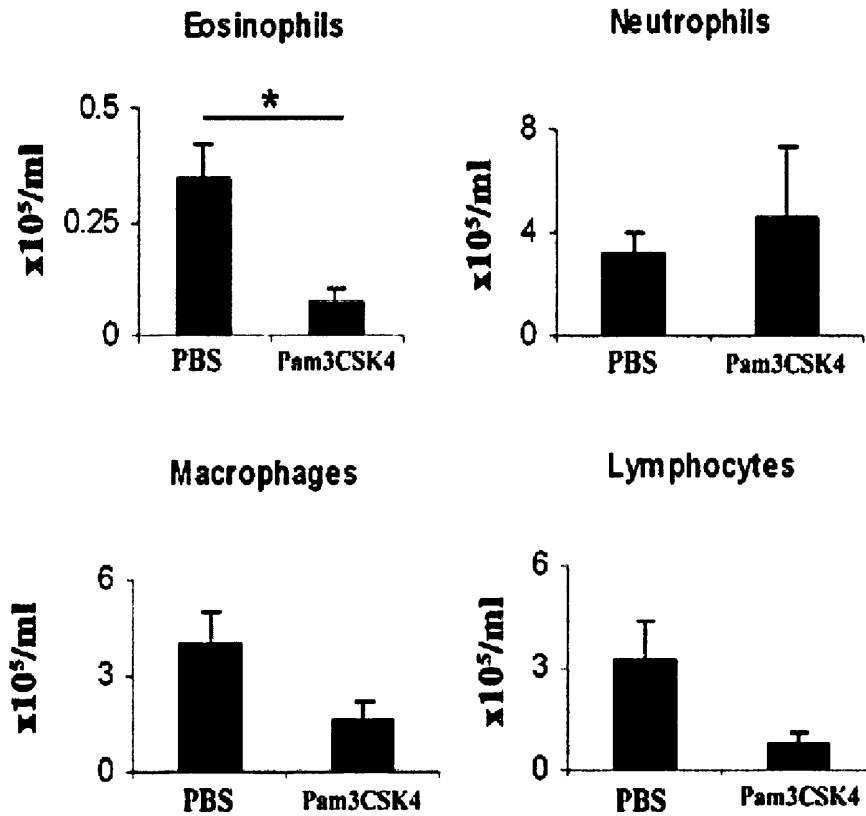 Eosinophils
0.5
*
x10⁵/ml
0.25
0
PBS Pam3CSK4
Neutrophils
8
x10⁵/ml
4
0
PBS Pam3CSK4
Macrophages
6
x10⁵/ml
3
0
PBS Pam3CSK4
Lymphocytes
6
x10⁵/ml
3
0
PBS Pam3CSK4